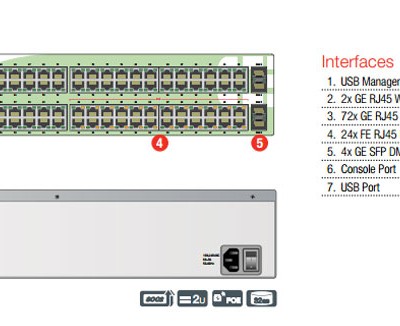 Interfaces
1. USB Manager
2. 2x GE RJ45 W
3. 72x GE RJ45
4. 24x FE RJ45
5. 4x GE SFP DM
6. Console Port
7. USB Port
4
5
2U
POE